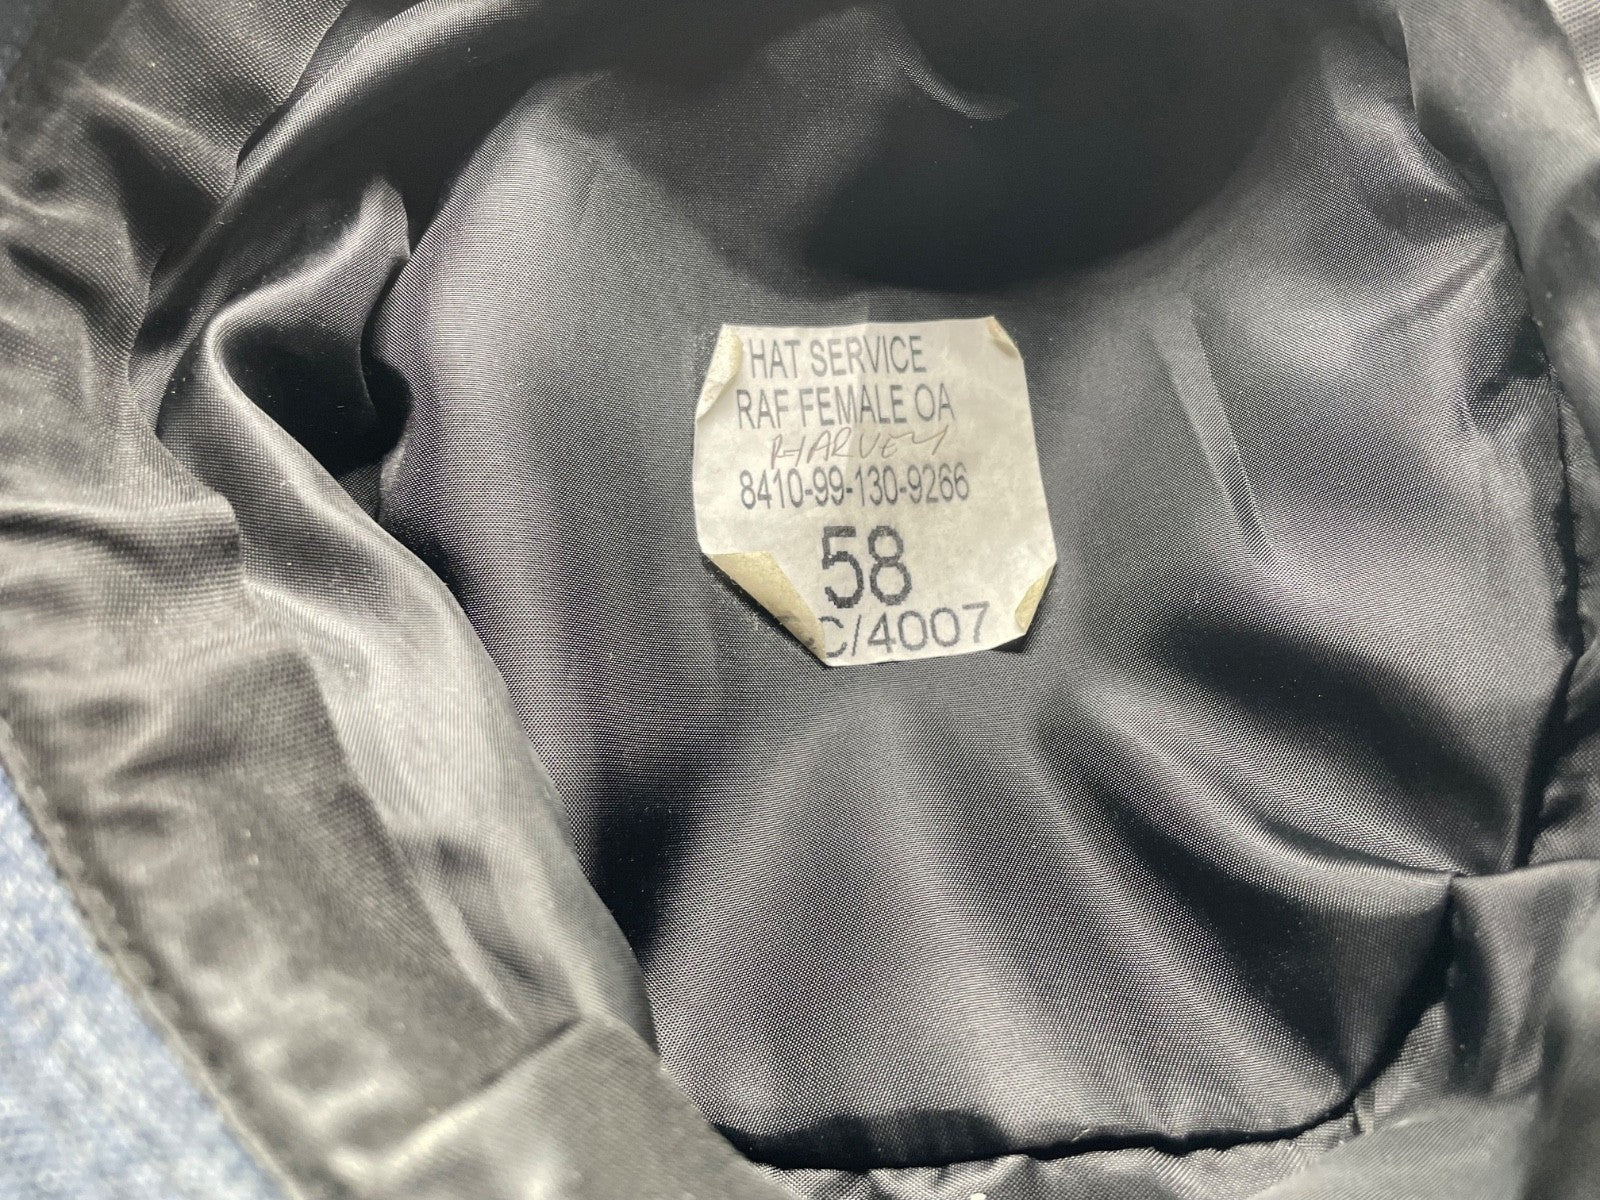 HAT SERVICE
RAF FEMALE OA
HARVEY
8410-99-130-9266
58
C/4007